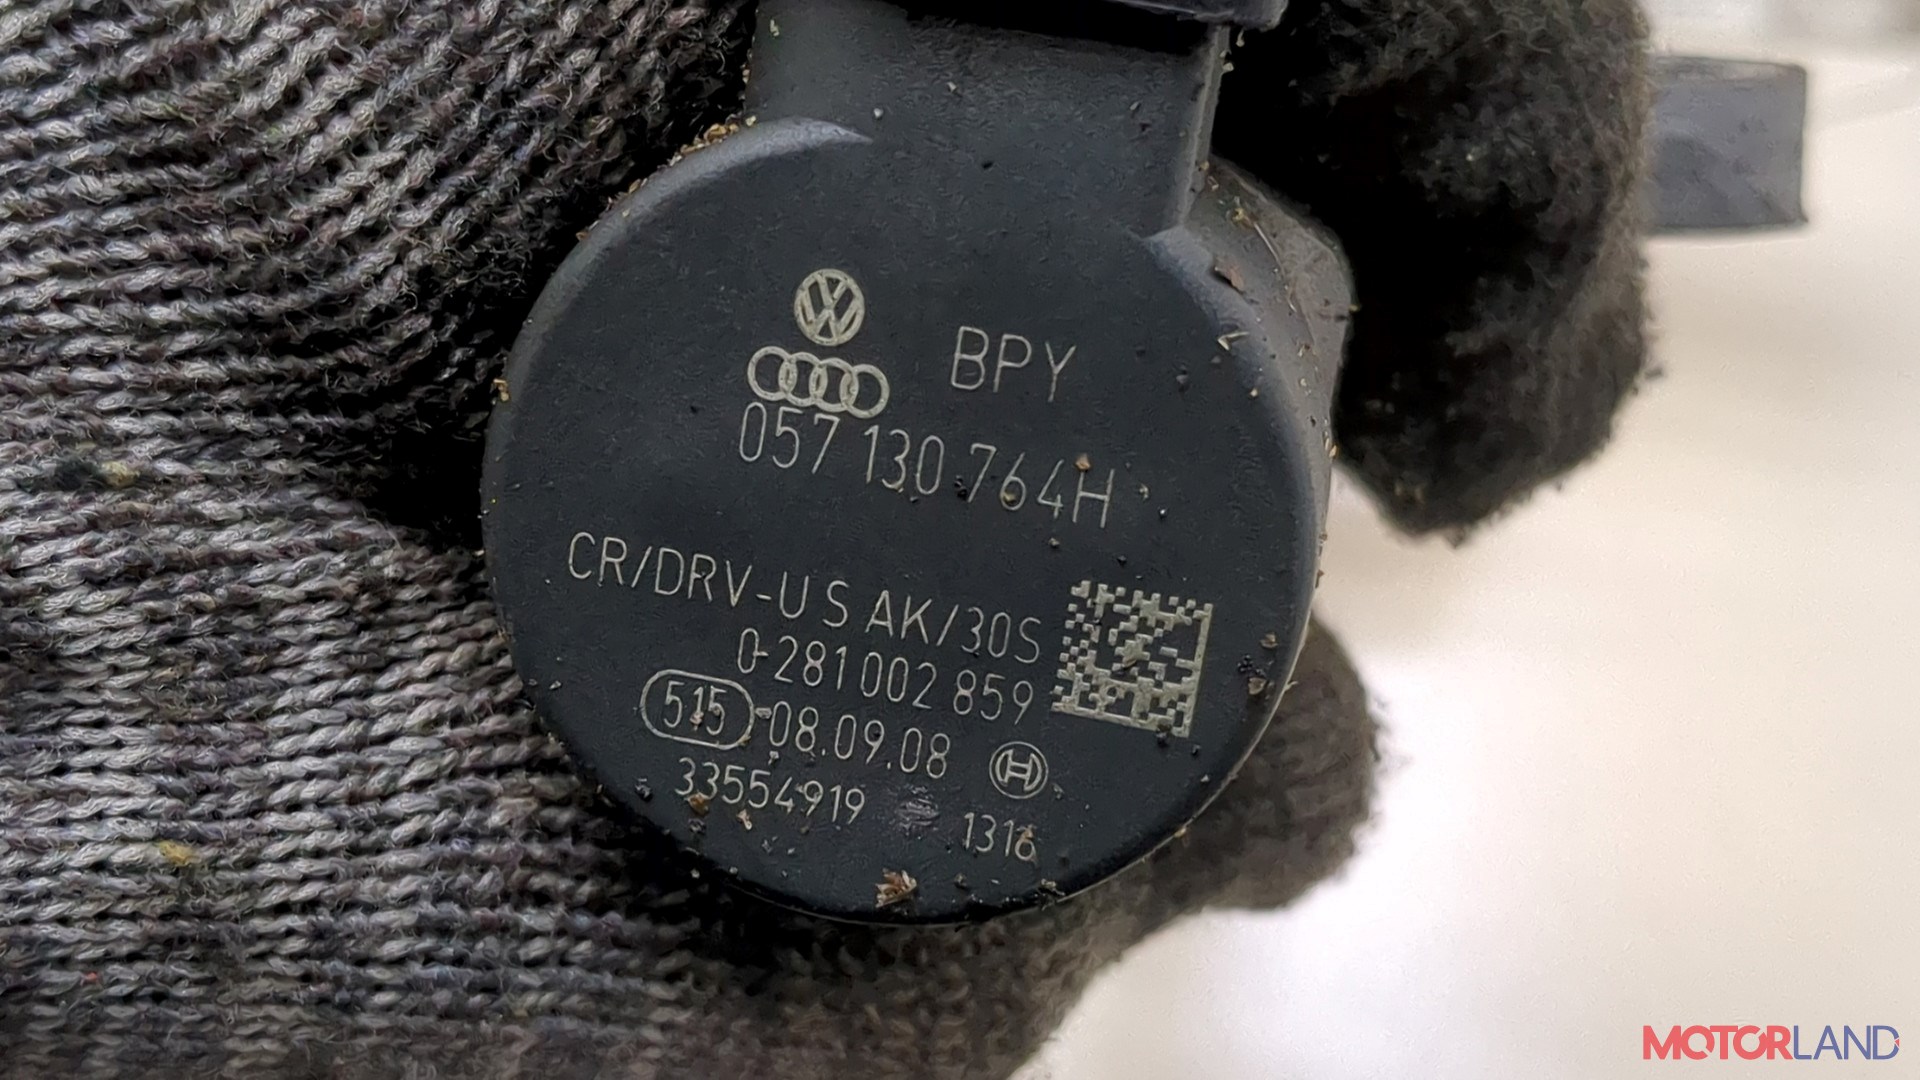 BPY
057 130 764H
CR/DRV-U S AK/30S
0-281 002 859
515 -08.09.08
33554919
1316
MOTORLAND